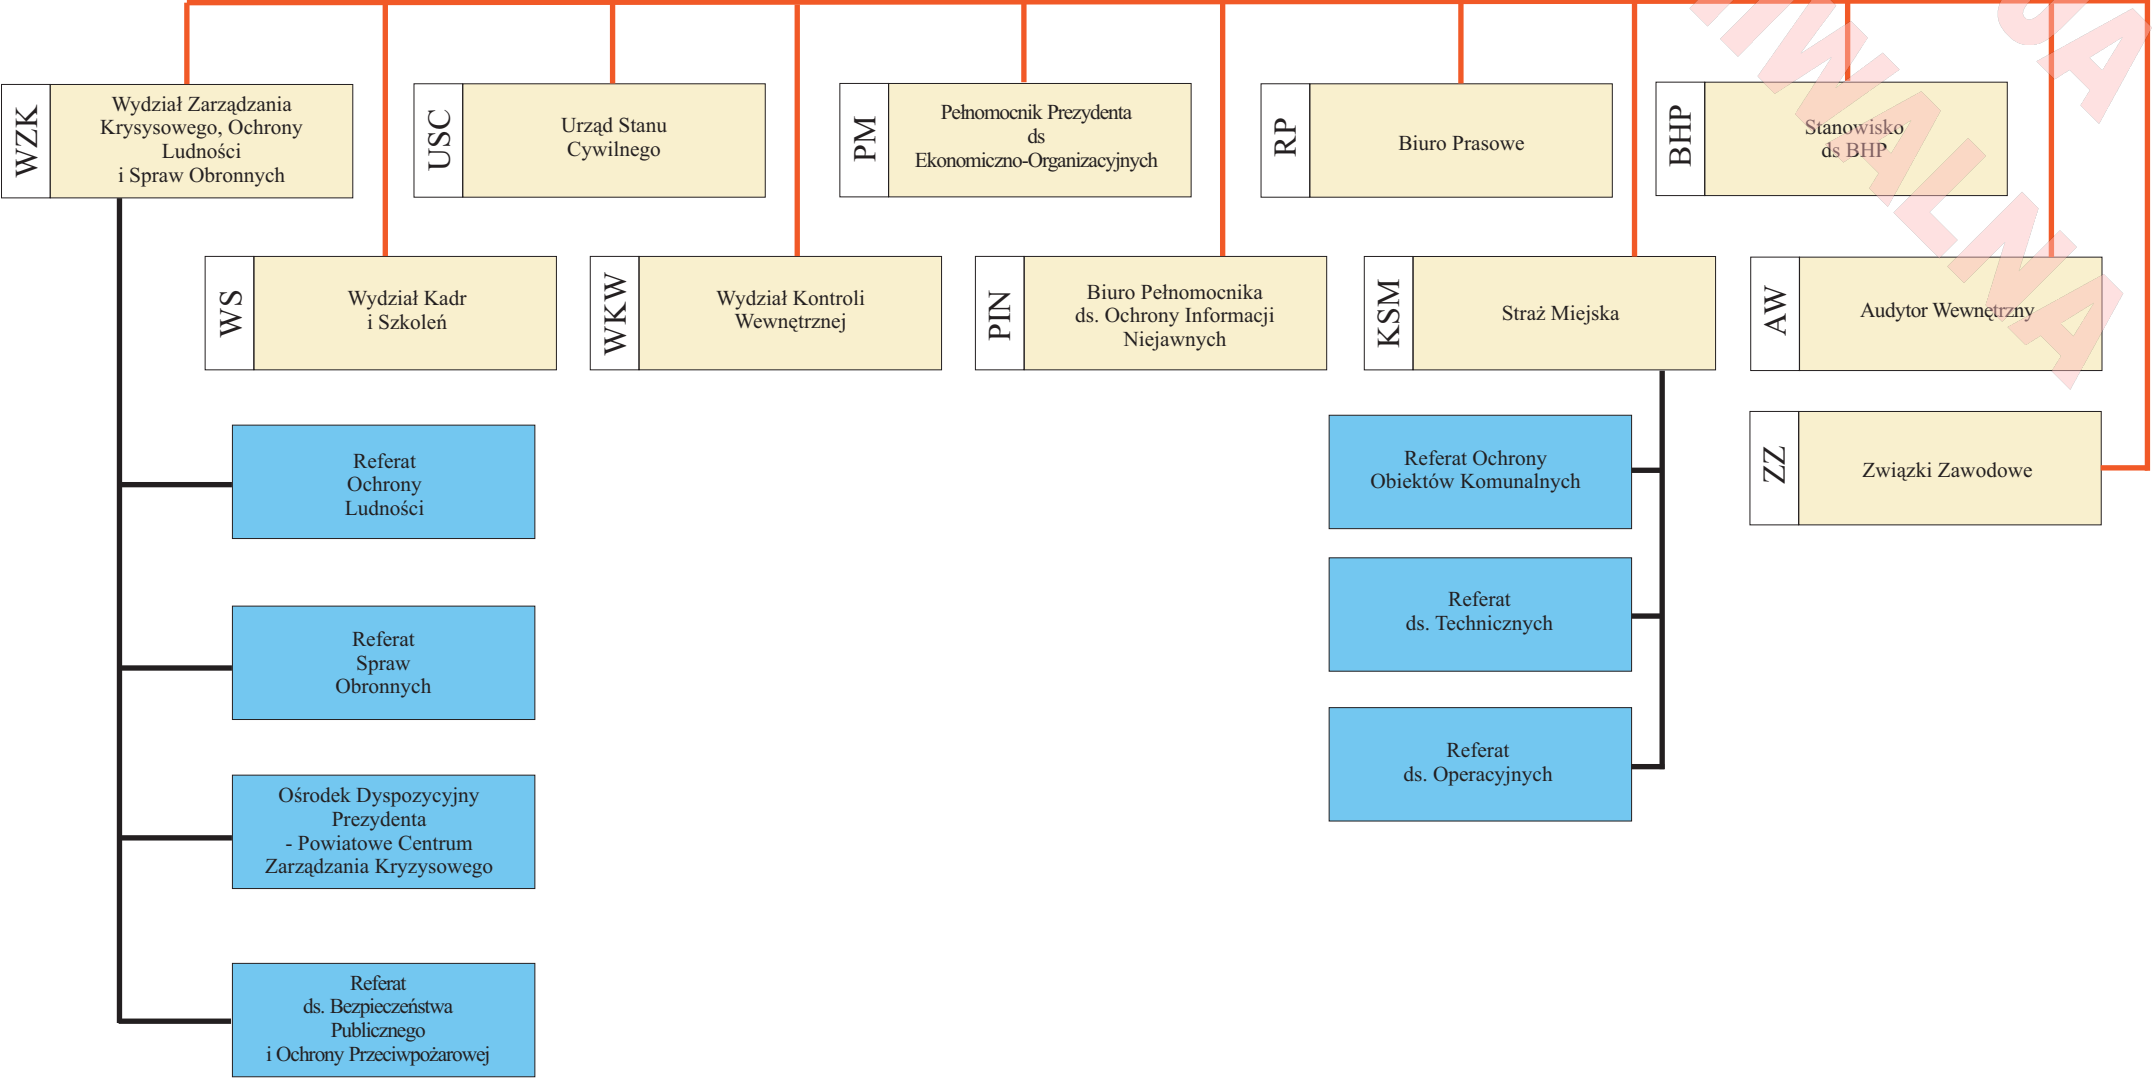 WZK
Wydział Zarządzania
Krysysowego, Ochrony
Ludności
i Spraw Obronnych
USC
Urząd Stanu
Cywilnego
PM
Pełnomocnik Prezydenta
ds
Ekonomiczno-Organizacyjnych
RP
Biuro Prasowe
BHP
Stanowisko
ds BHP
WS
Wydział Kadr
i Szkoleń
WKW
Wydział Kontroli
Wewnętrznej
PIN
Biuro Pełnomocnika
ds. Ochrony Informacji
Niejawnych
KSM
Straż Miejska
AW
Audytor Wewnętrzny
ZZ
Związki Zawodowe
Referat
Ochrony
Ludności
Referat
Spraw
Obronnych
Ośrodek Dyspozycyjny
Prezydenta
- Powiatowe Centrum
Zarządzania Kryzysowego
Referat
ds. Bezpieczeństwa
Publicznego
i Ochrony Przeciwpożarowej
Referat Ochrony
Obiektów Komunalnych
Referat
ds. Technicznych
Referat
ds. Operacyjnych